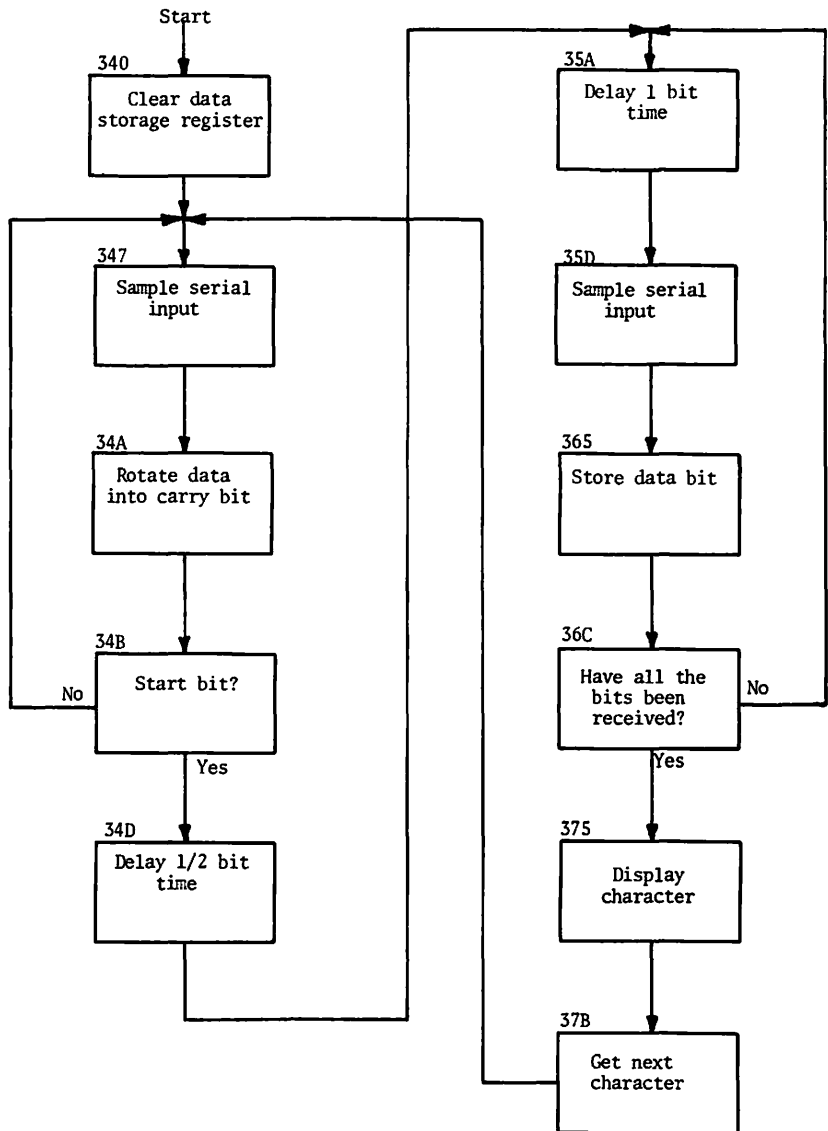 Start
340
Clear data
storage register
347
Sample serial
input
34A
Rotate data
into carry bit
34B
Start bit?
No
Yes
34D
Delay 1/2 bit
time
35A
Delay 1 bit
time
35D
Sample serial
input
365
Store data bit
36C
Have all the
bits been
received?
No
Yes
375
Display
character
37B
Get next
character